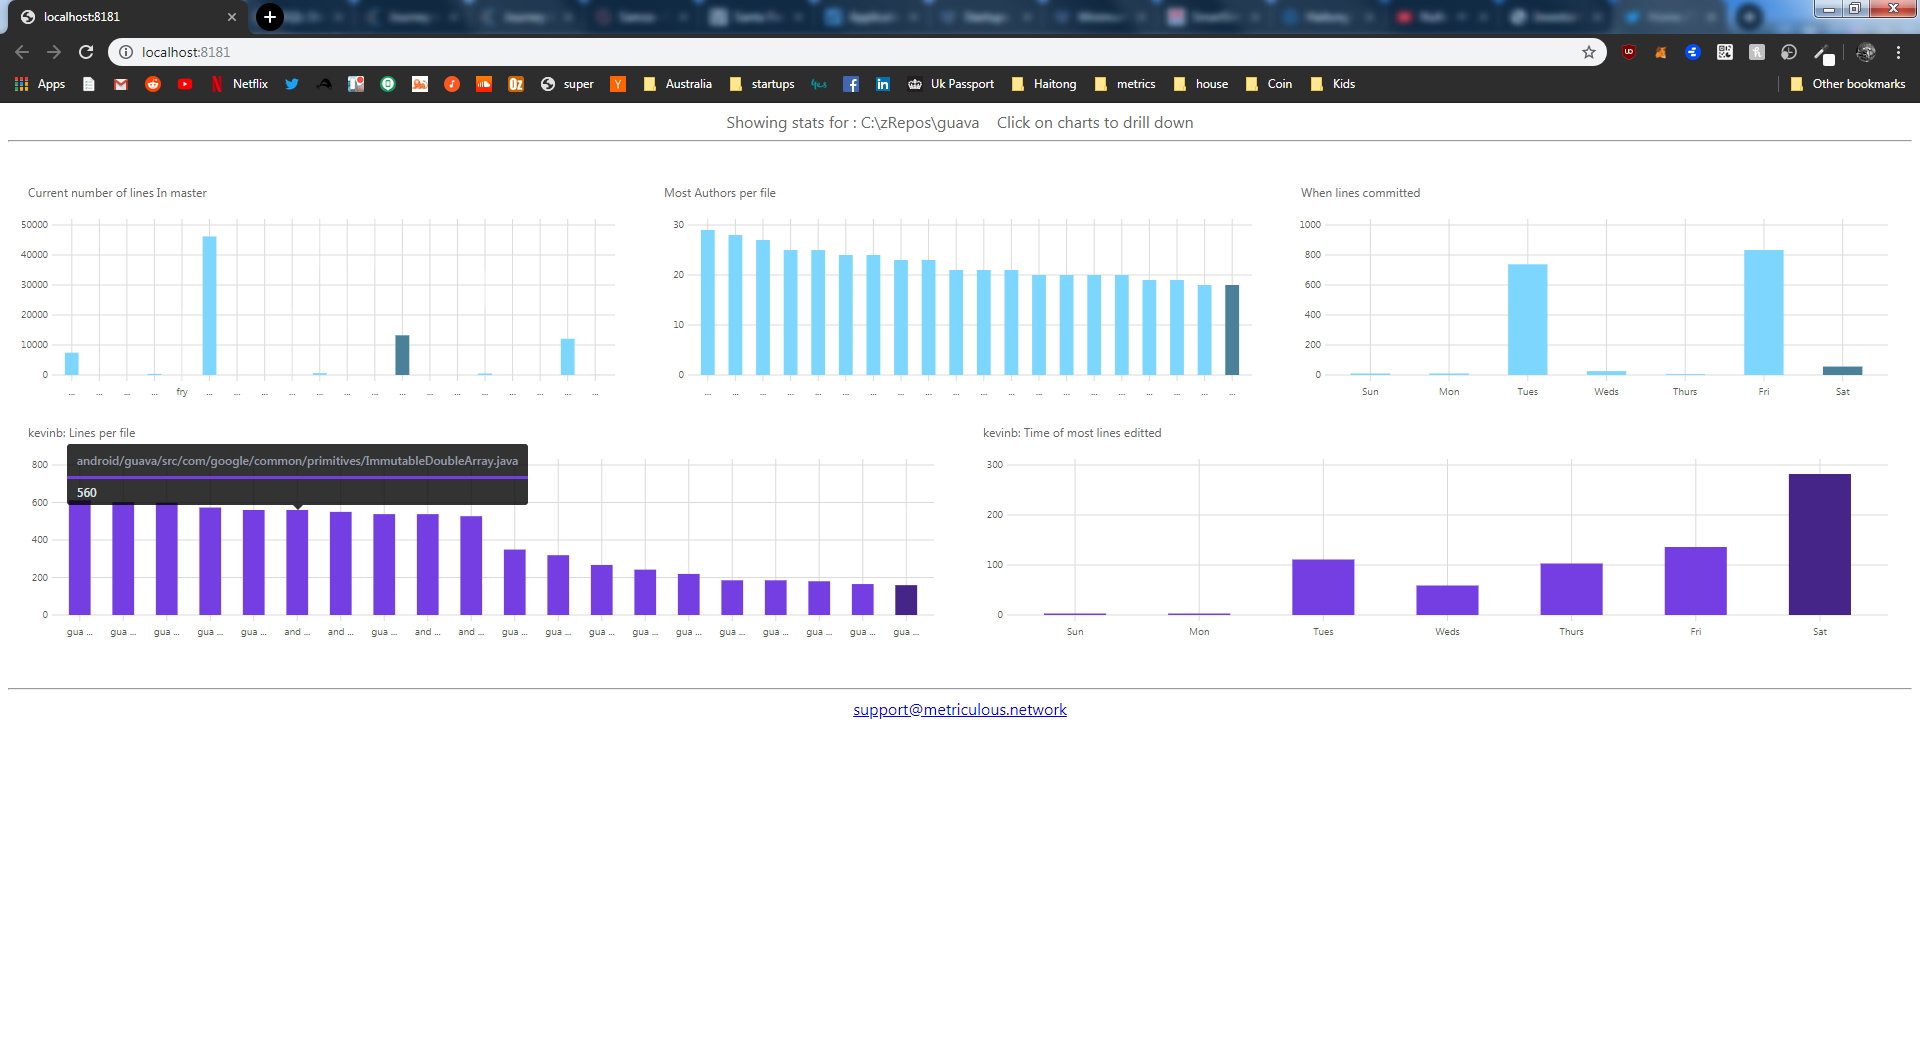 localhost:8181
localhost:8181
Apps Netflix super Australia startups Uk Passport Haitong metrics house Coin Kids Other bookmarks
Showing stats for : C:\zRepos\guava Click on charts to drill down
Current number of lines In master
50000
40000
30000
20000
10000
0
... ... ... ... fry ... ... ... ... ... ... ... ... ... ... ... ... ... ... ...
Most Authors per file
30
20
10
0
... ... ... ... ... ... ... ... ... ... ... ... ... ... ... ... ... ... ... ...
When lines committed
1000
800
600
400
200
0
Sun Mon Tues Weds Thurs Fri Sat
kevinb: Lines per file
android/guava/src/com/google/common/primitives/ImmutableDoubleArray.java
560
800
600
400
200
0
gua ... gua ... gua ... gua ... gua ... and ... and ... gua ... and ... and ... gua ... gua ... gua ... gua ... gua ... gua ... gua ... gua ... gua ... gua ...
kevinb: Time of most lines editted
300
200
100
0
Sun Mon Tues Weds Thurs Fri Sat
support@metriculous.network